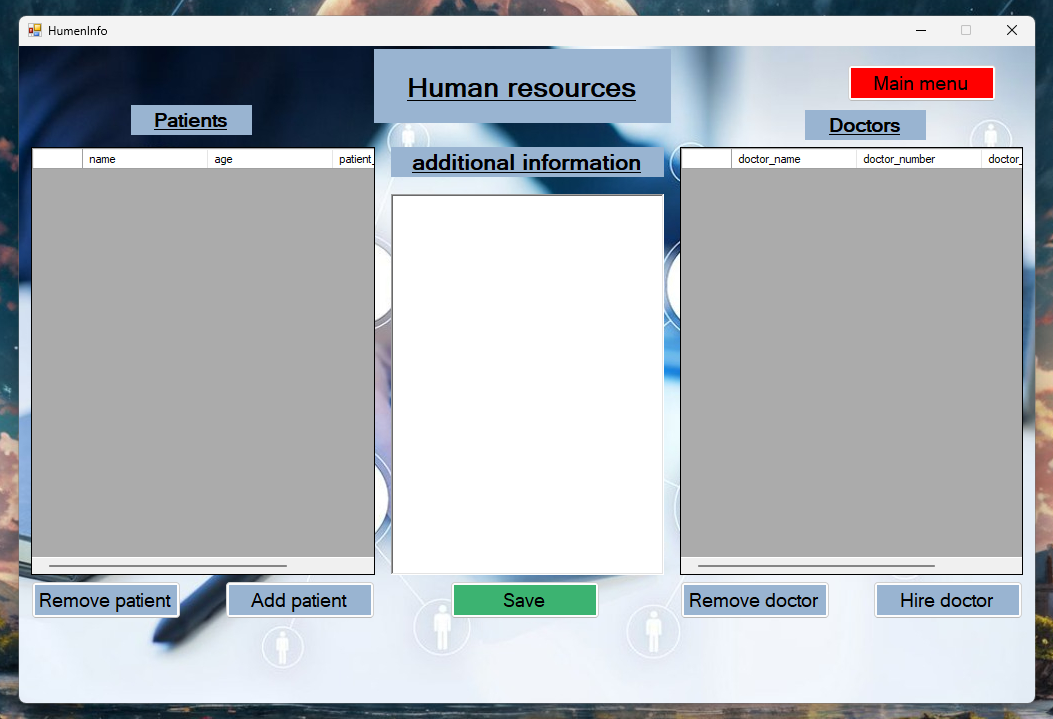 HumenInfo
Human resources
Main menu
Patients
Doctors
additional information
name age patient_
doctor_name doctor_number doctor_
Remove patient
Add patient
Save
Remove doctor
Hire doctor